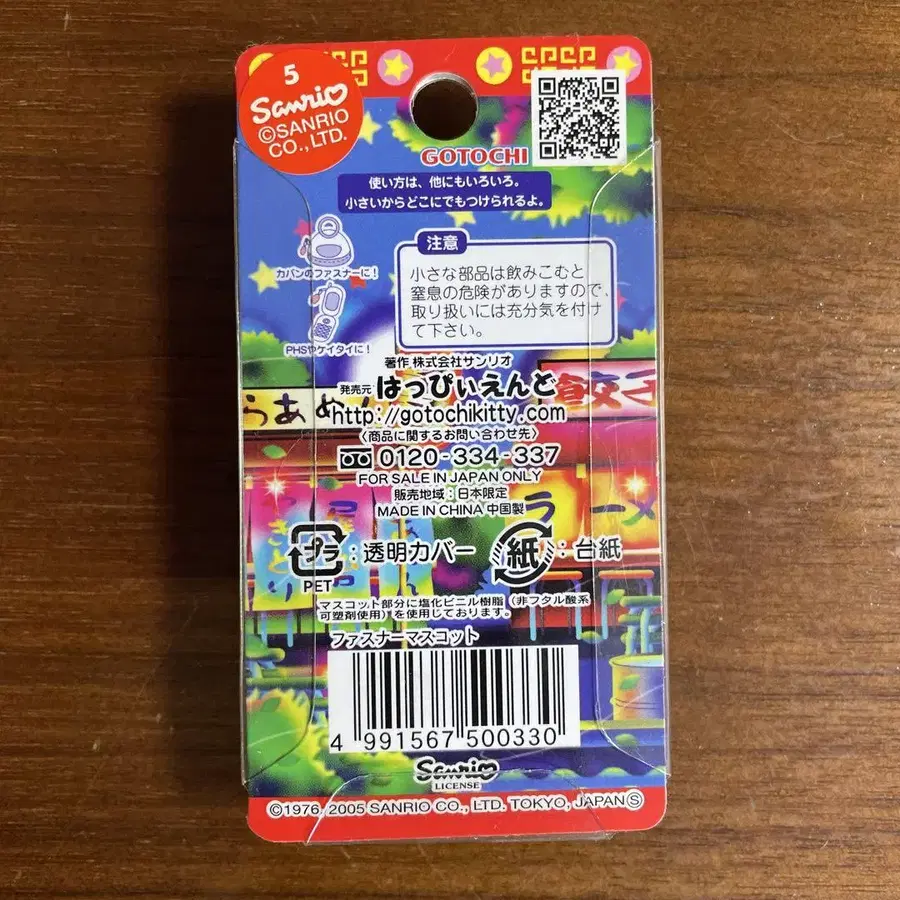 5
Sanrio
©SANRIO
CO., LTD.
GOTOCHI
使い方は、他にもいろいろ。
小さいからどこにでもつけられるよ。
カバンのファスナーに!
PHSやケイタイに!
注意
小さな部品は飲みこむと
窒息の危険がありますので、
取り扱いには充分気を付け
て下さい。
著作 株式会社サンリオ
発売元 はっぴぃえんど
http://gotochikitty.com
〈商品に関するお問い合わせ先〉
0120-334-337
FOR SALE IN JAPAN ONLY
販売地域:日本限定
MADE IN CHINA 中国製
らあめ
餃子
ラーメ
プラ:透明カバー
PET
紙:台紙
マスコット部分に塩化ビニル樹脂(非フタル酸系
可塑剤使用)を使用しております。
ファスナーマスコット
4 991567 500330
Sanrio
LICENSE
©1976, 2005 SANRIO CO., LTD. TOKYO, JAPAN Ⓢ